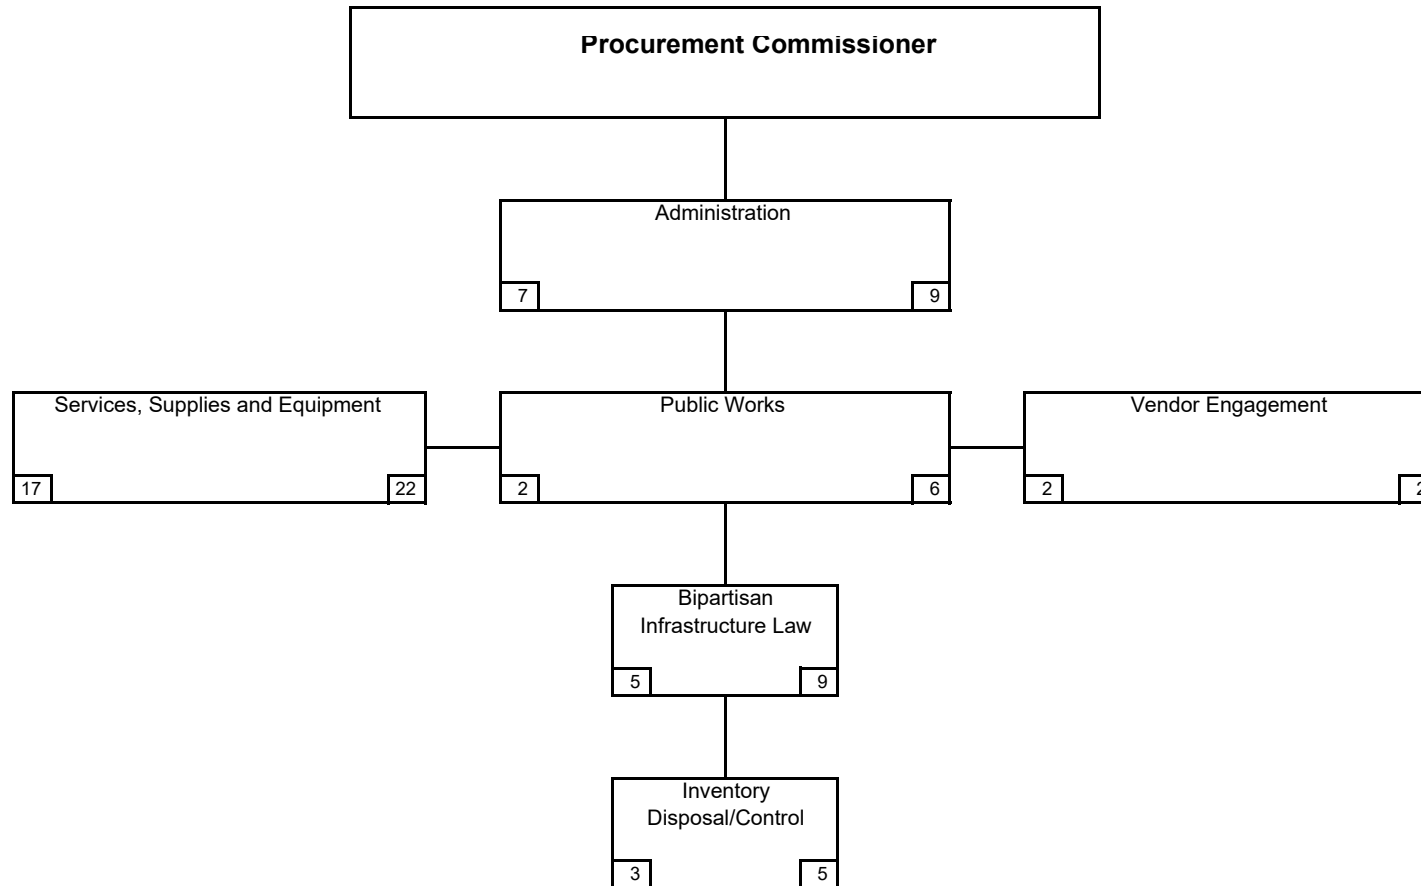 Procurement Commissioner
Administration
7 9
Services, Supplies and Equipment
17 22
Public Works
2 6
Vendor Engagement
2 2
Bipartisan
Infrastructure Law
5 9
Inventory
Disposal/Control
3 5